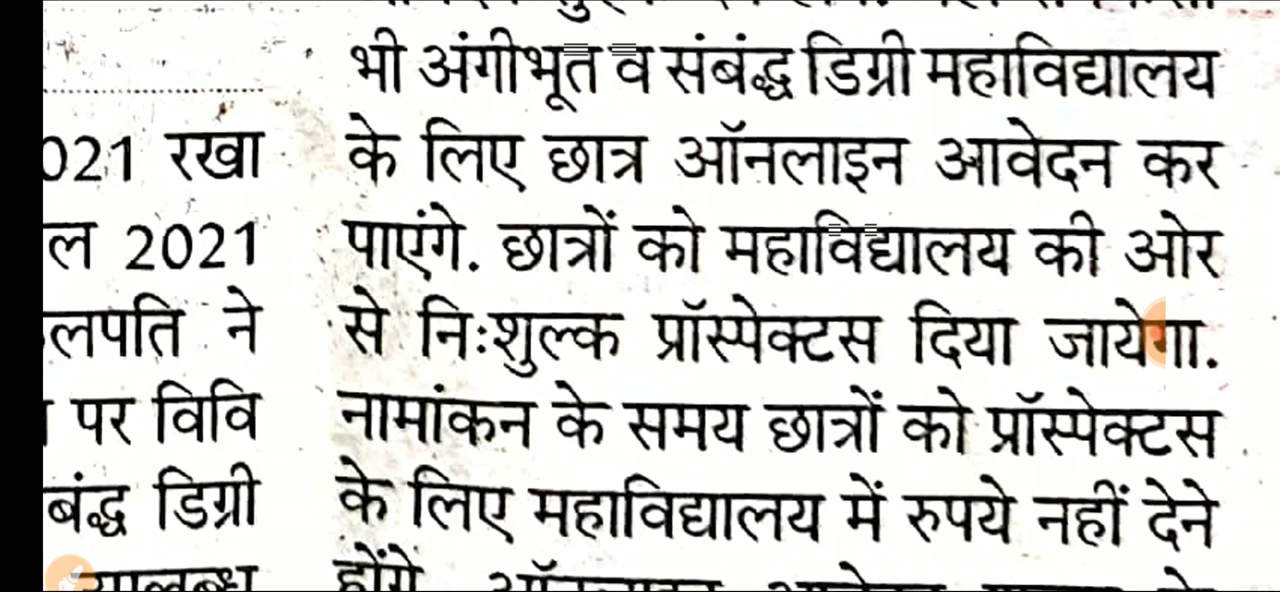 021 रखा
ल 2021
लपति ने
पर विवि
बंद्ध डिग्री
भी अंगीभूत व संबंद्ध डिग्री महाविद्यालय
के लिए छात्र ऑनलाइन आवेदन कर
पाएंगे. छात्रों को महाविद्यालय की ओर
से निःशुल्क प्रॉस्पेक्टस दिया जायेगा.
नामांकन के समय छात्रों को प्रॉस्पेक्टस
के लिए महाविद्यालय में रुपये नहीं देने
होंगे